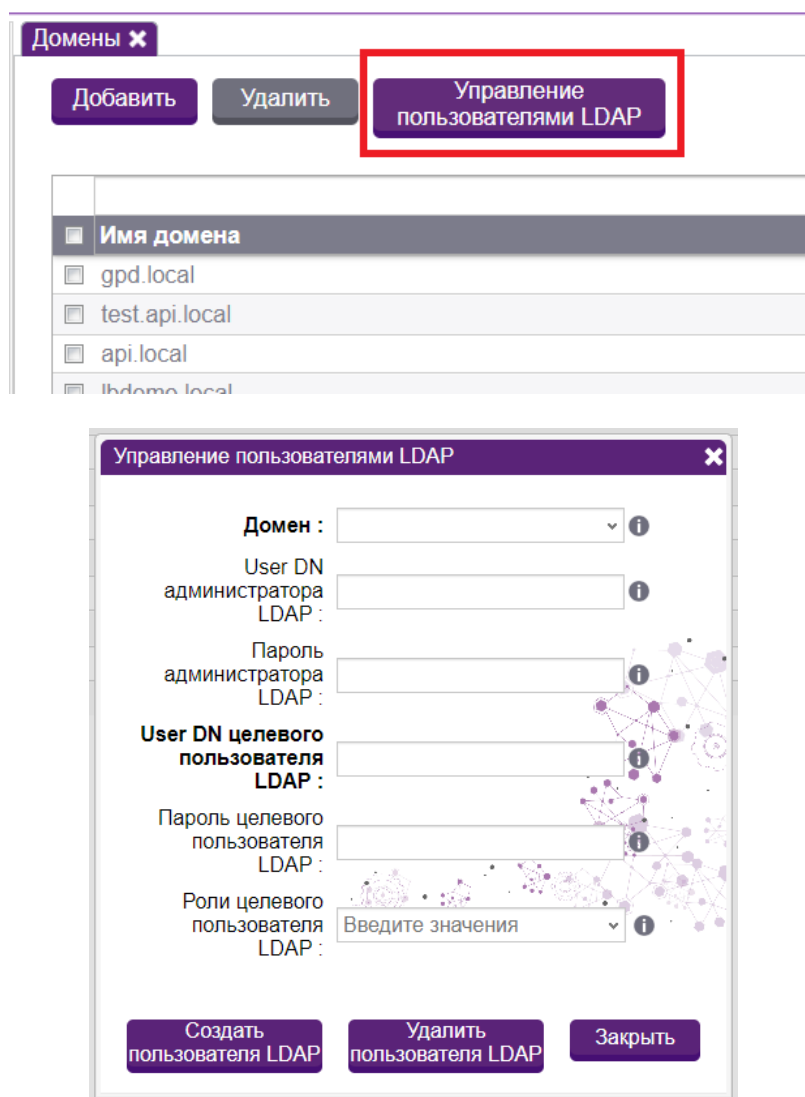 Домены
Добавить
Удалить
Управление
пользователями LDAP
Имя домена
gpd.local
test.api.local
api.local
lbdemo.local
Управление пользователями LDAP
Домен :
User DN
администратора
LDAP :
Пароль
администратора
LDAP :
User DN целевого
пользователя
LDAP :
Пароль целевого
пользователя
LDAP :
Роли целевого
пользователя
LDAP :
Введите значения
Создать
пользователя LDAP
Удалить
пользователя LDAP
Закрыть